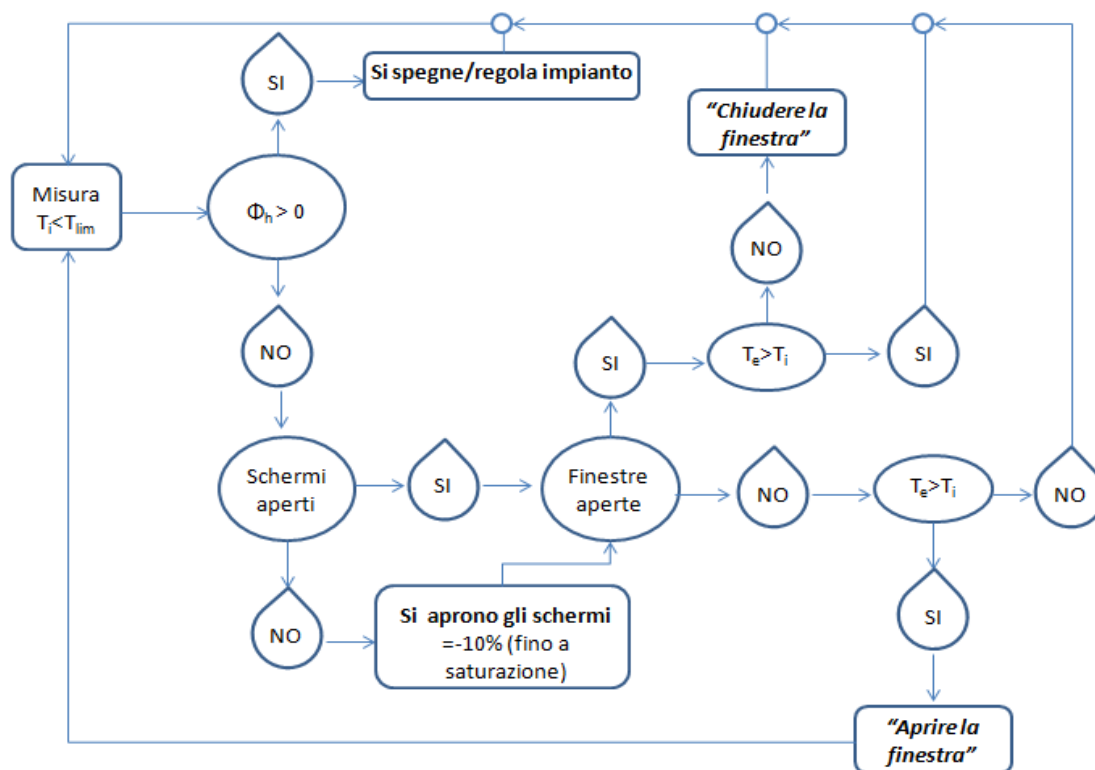 SI
Si spegne/regola impianto
“Chiudere la
finestra”
Misura
Tᵢ<Tlim
Φh > 0
NO
NO
SI
Te>Tᵢ
SI
Schermi
aperti
SI
Finestre
aperte
NO
Te>Tᵢ
NO
NO
Si aprono gli schermi
=-10% (fino a
saturazione)
SI
“Aprire la
finestra”